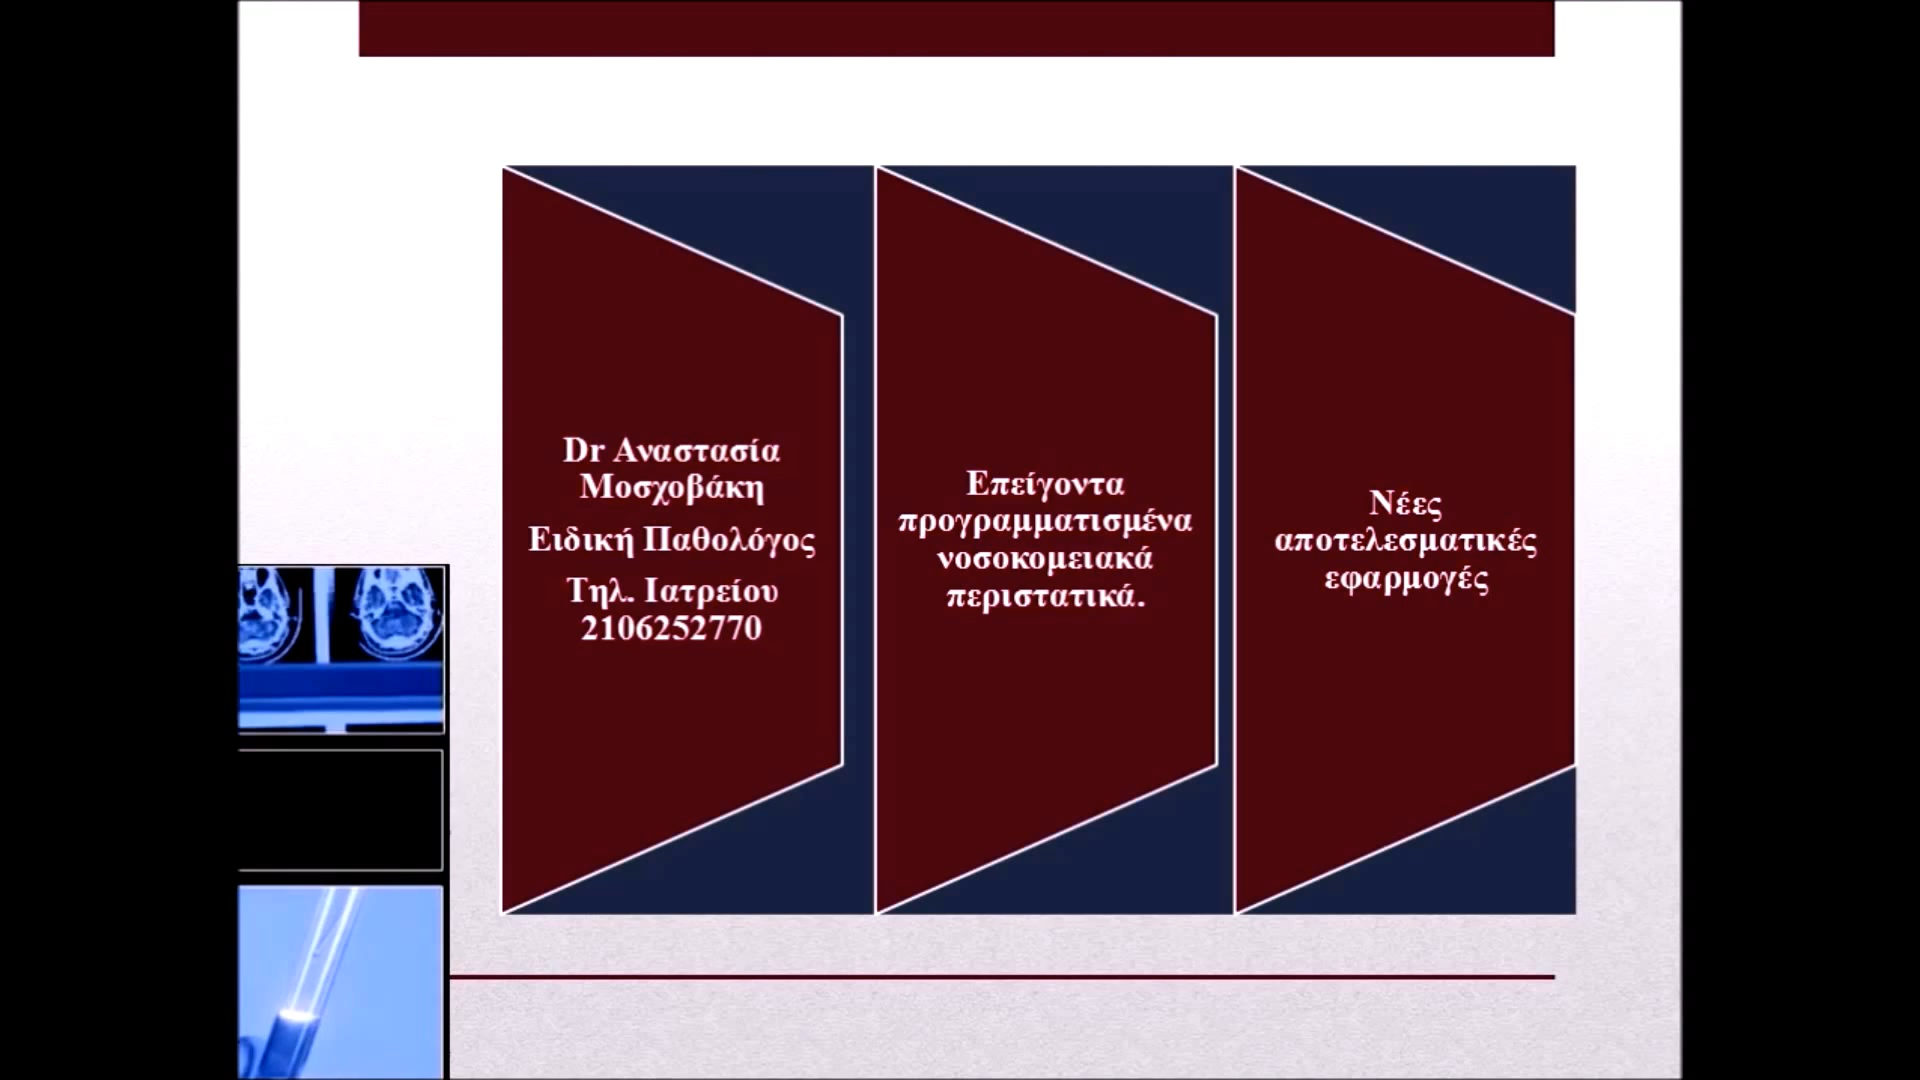 Dr Αναστασία
Μοσχοβάκη
Ειδική Παθολόγος
Τηλ. Ιατρείου
2106252770
Επείγοντα
προγραμματισμένα
νοσοκομειακά
περιστατικά.
Νέες
αποτελεσματικές
εφαρμογές